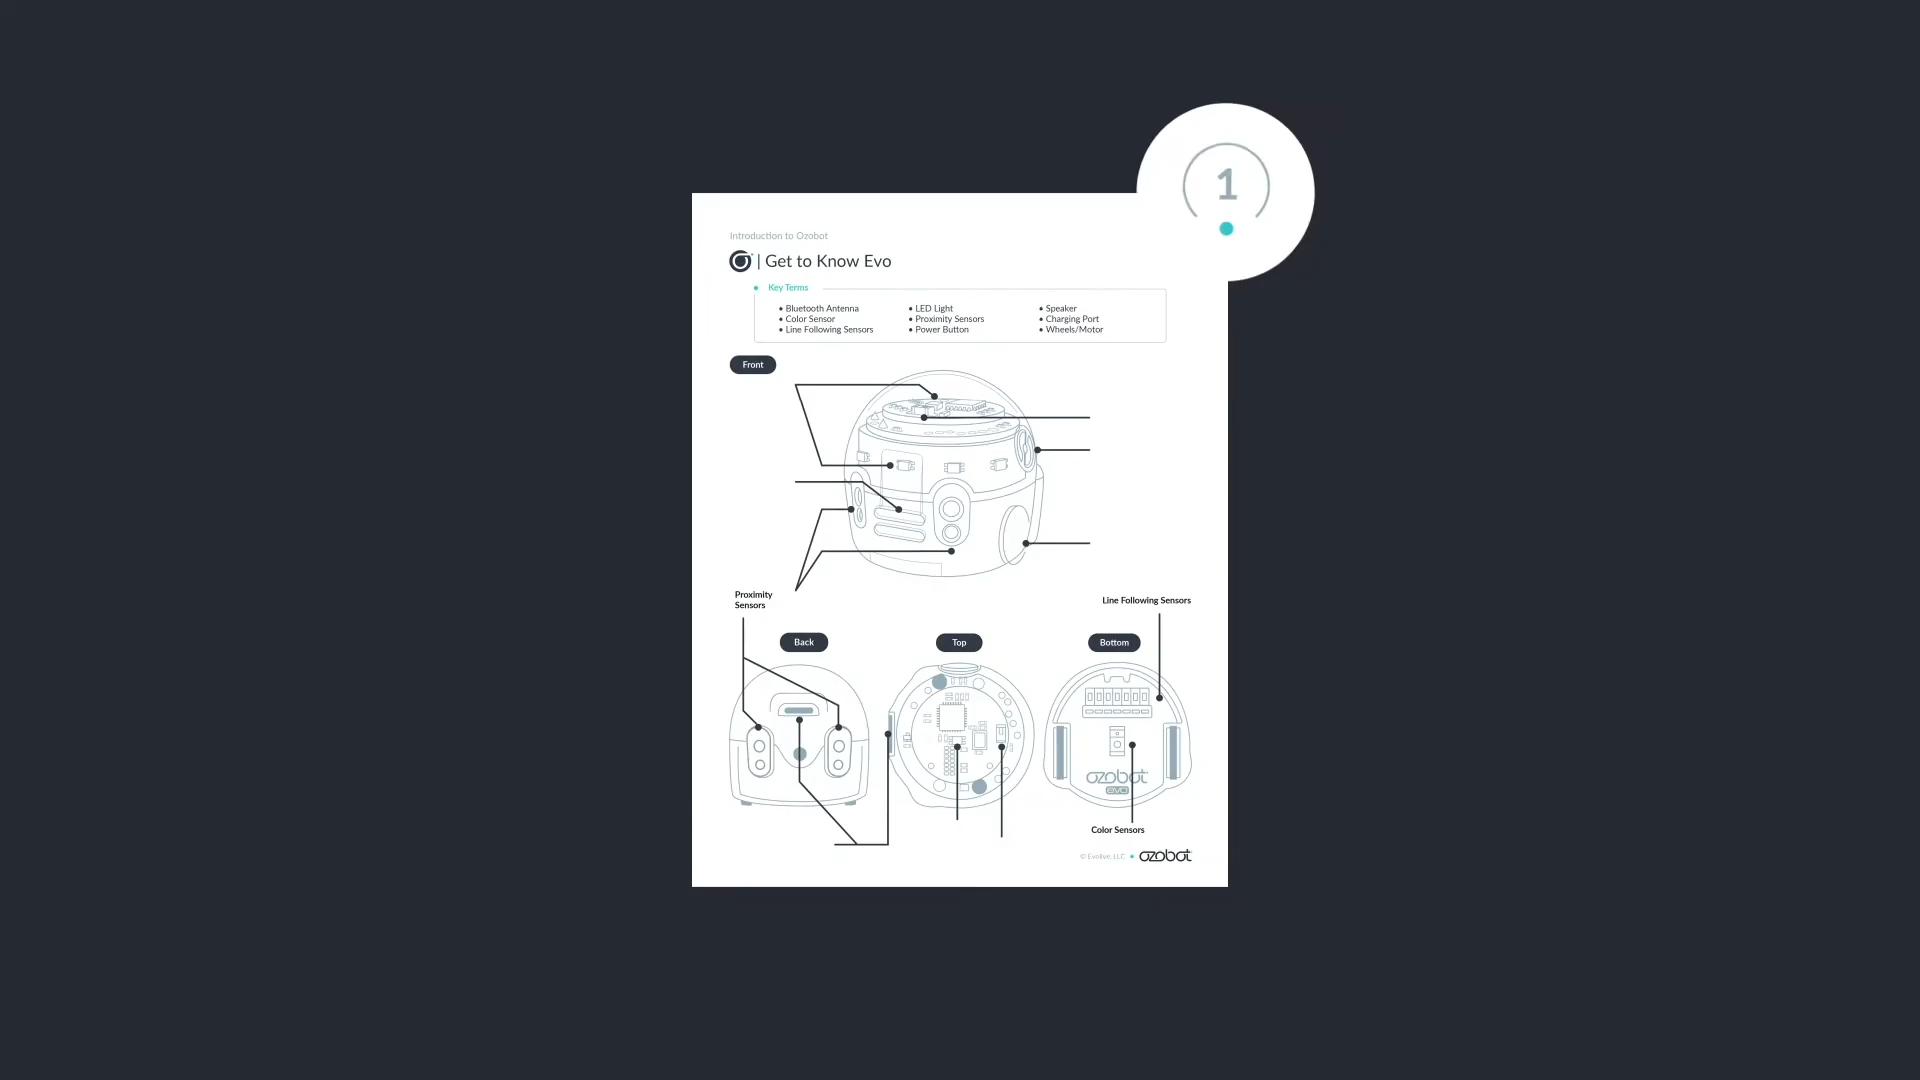 1
Introduction to Ozobot
| Get to Know Evo
Key Terms
• Bluetooth Antenna
• Color Sensor
• Line Following Sensors
• LED Light
• Proximity Sensors
• Power Button
• Speaker
• Charging Port
• Wheels/Motor
Front
Proximity
Sensors
Line Following Sensors
Back
Top
Bottom
ozobot
evo
Color Sensors
© Evollve, LLC • ozobot